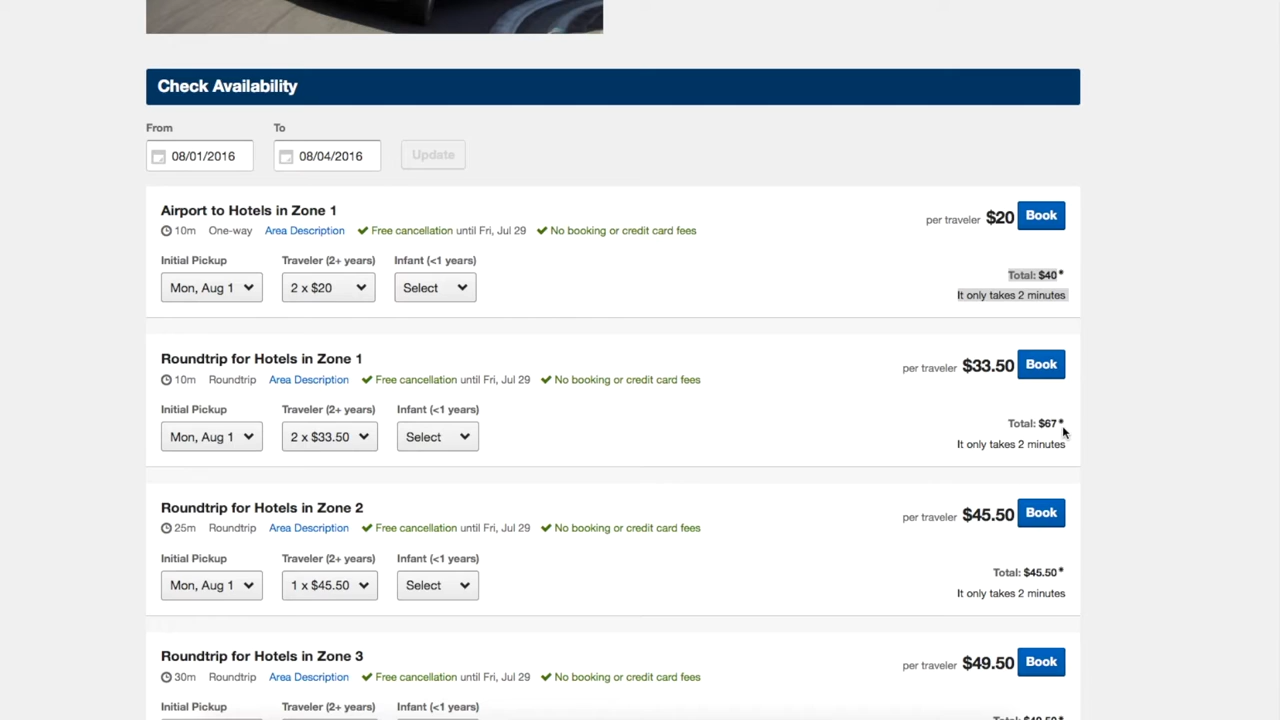 Check Availability
From To
08/01/2016 08/04/2016 Update
Airport to Hotels in Zone 1
per traveler $20 Book
10m One-way Area Description Free cancellation until Fri, Jul 29 No booking or credit card fees
Initial Pickup Traveler (2+ years) Infant (<1 years)
Total: $40*
Mon, Aug 1 2 x $20 Select
It only takes 2 minutes
Roundtrip for Hotels in Zone 1
per traveler $33.50 Book
10m Roundtrip Area Description Free cancellation until Fri, Jul 29 No booking or credit card fees
Initial Pickup Traveler (2+ years) Infant (<1 years)
Total: $67*
Mon, Aug 1 2 x $33.50 Select
It only takes 2 minutes
Roundtrip for Hotels in Zone 2
per traveler $45.50 Book
25m Roundtrip Area Description Free cancellation until Fri, Jul 29 No booking or credit card fees
Initial Pickup Traveler (2+ years) Infant (<1 years)
Total: $45.50*
Mon, Aug 1 1 x $45.50 Select
It only takes 2 minutes
Roundtrip for Hotels in Zone 3
per traveler $49.50 Book
30m Roundtrip Area Description Free cancellation until Fri, Jul 29 No booking or credit card fees
Initial Pickup Traveler (2+ years) Infant (<1 years)